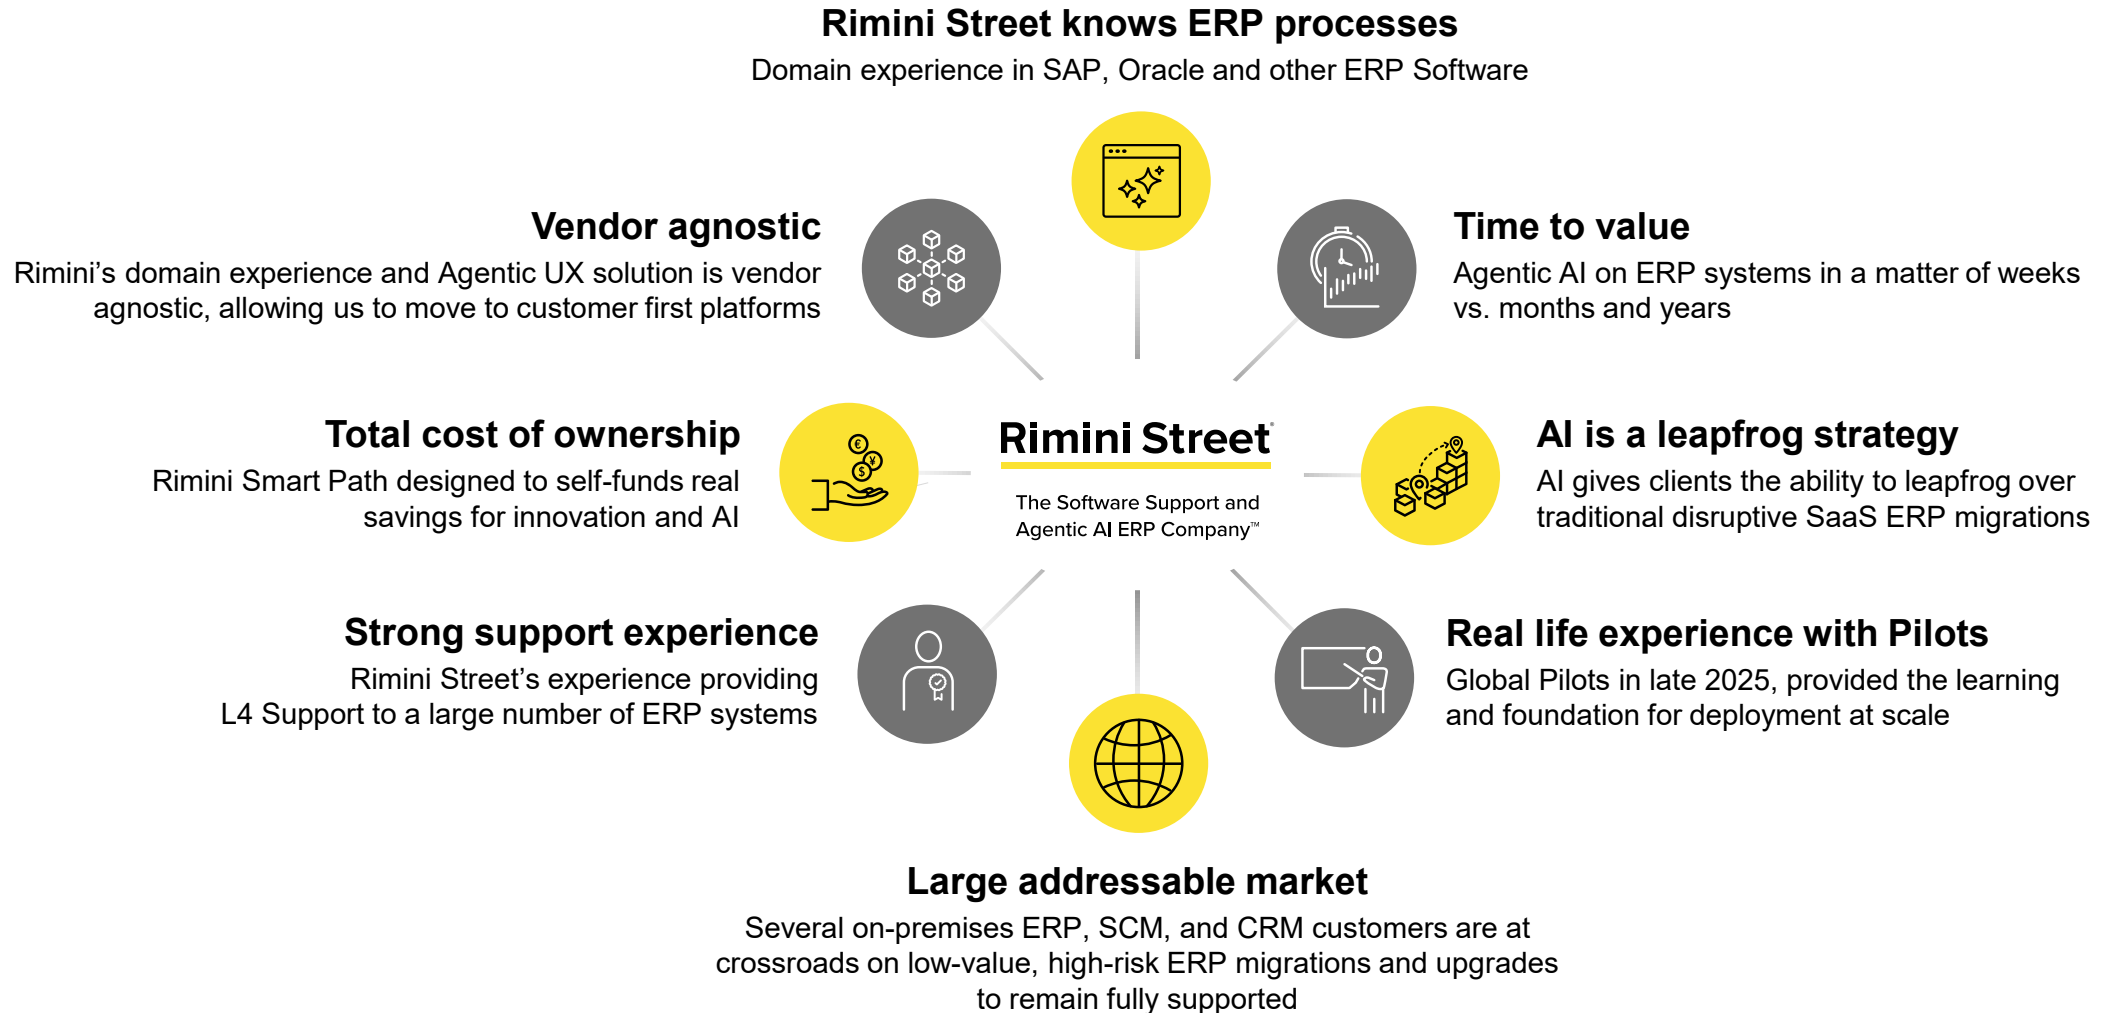 Rimini Street knows ERP processes
Domain experience in SAP, Oracle and other ERP Software
Vendor agnostic
Rimini’s domain experience and Agentic UX solution is vendor
agnostic, allowing us to move to customer first platforms
Time to value
Agentic AI on ERP systems in a matter of weeks
vs. months and years
Total cost of ownership
Rimini Smart Path designed to self-funds real
savings for innovation and AI
€
¥
$
Rimini Street®
The Software Support and
Agentic AI ERP Company™
AI is a leapfrog strategy
AI gives clients the ability to leapfrog over
traditional disruptive SaaS ERP migrations
Strong support experience
Rimini Street’s experience providing
L4 Support to a large number of ERP systems
Real life experience with Pilots
Global Pilots in late 2025, provided the learning
and foundation for deployment at scale
Large addressable market
Several on-premises ERP, SCM, and CRM customers are at
crossroads on low-value, high-risk ERP migrations and upgrades
to remain fully supported